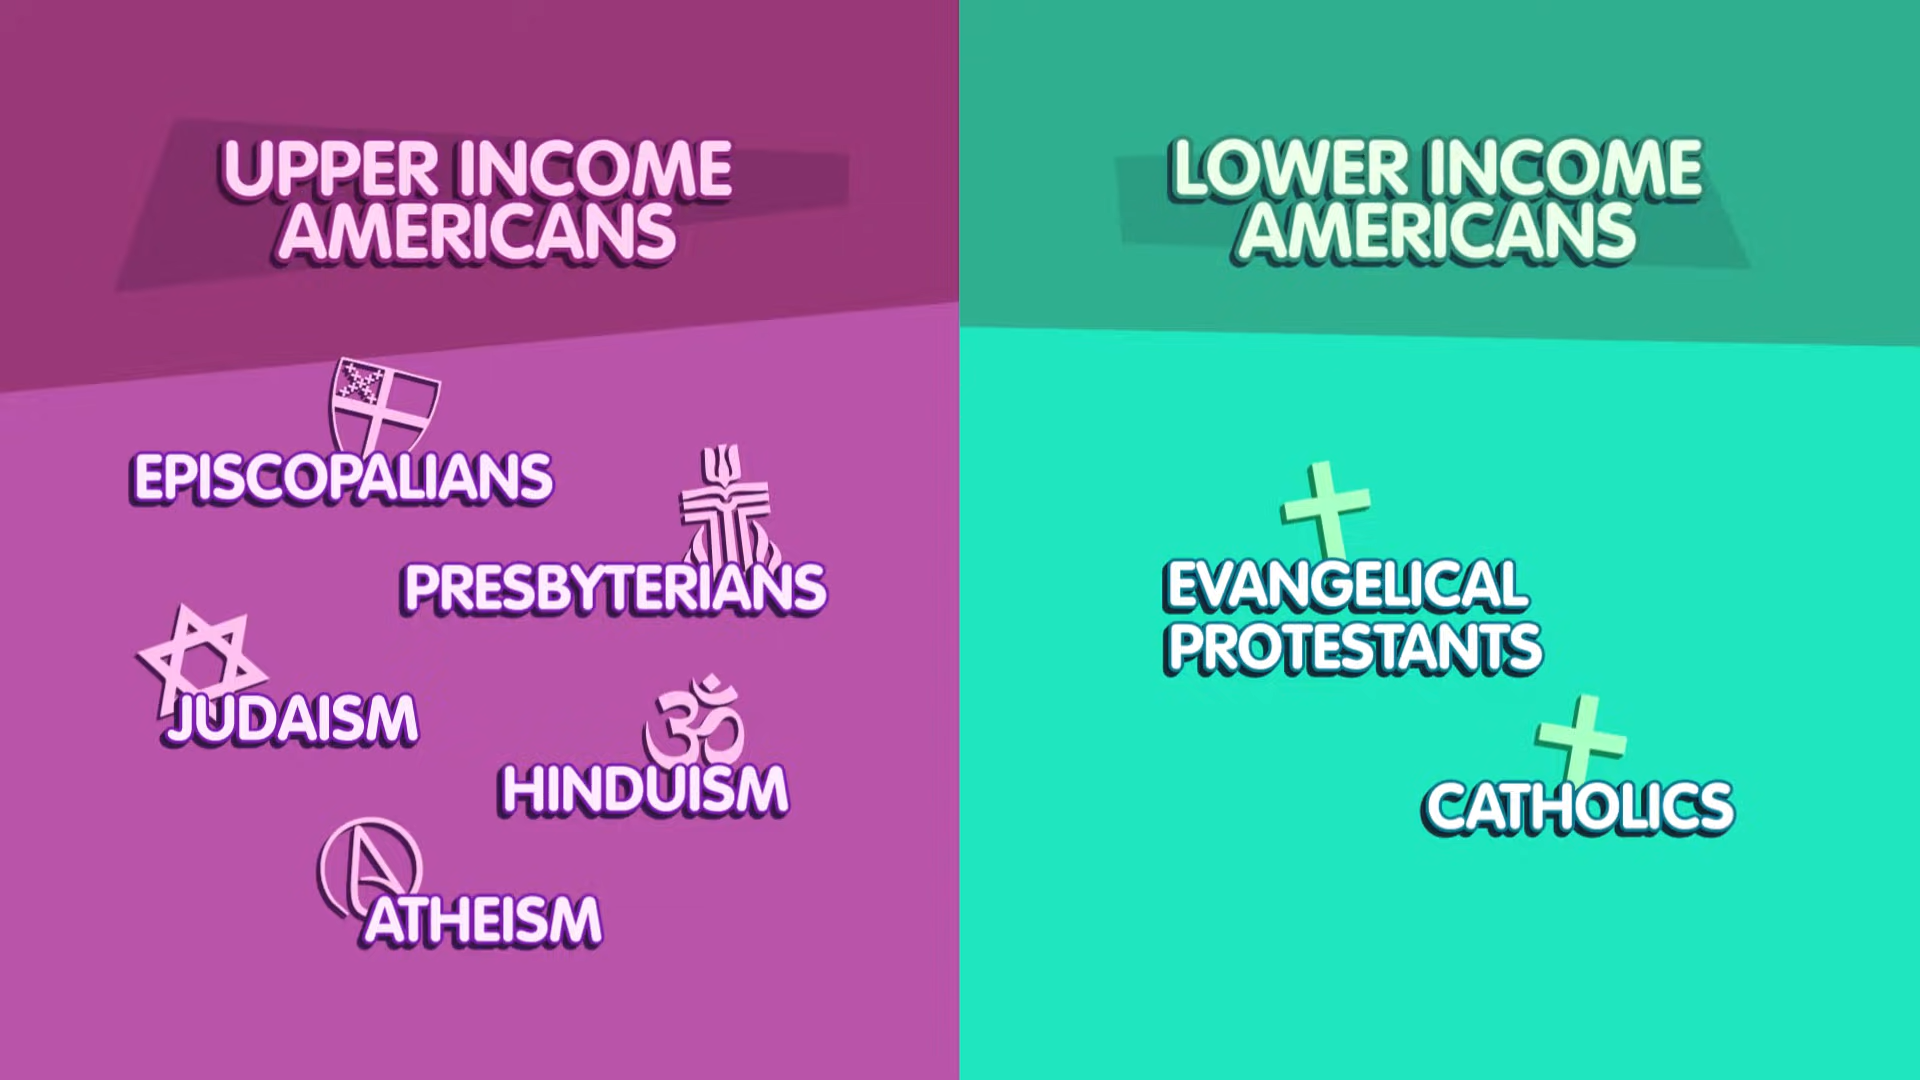 UPPER INCOME
AMERICANS
EPISCOPALIANS
PRESBYTERIANS
JUDAISM
HINDUISM
ATHEISM
LOWER INCOME
AMERICANS
EVANGELICAL
PROTESTANTS
CATHOLICS